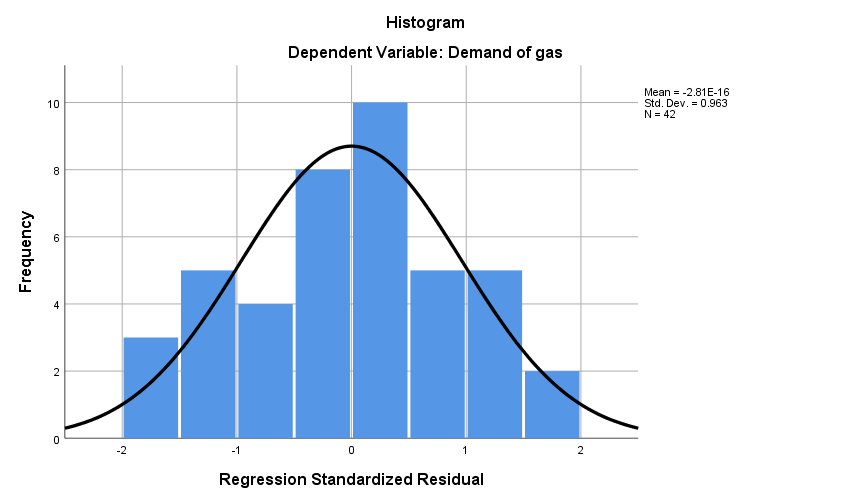 Histogram
Dependent Variable: Demand of gas
Mean = -2.81E-16
Std. Dev. = 0.963
N = 42
Frequency
10
8
6
4
2
0
-2 -1 0 1 2
Regression Standardized Residual